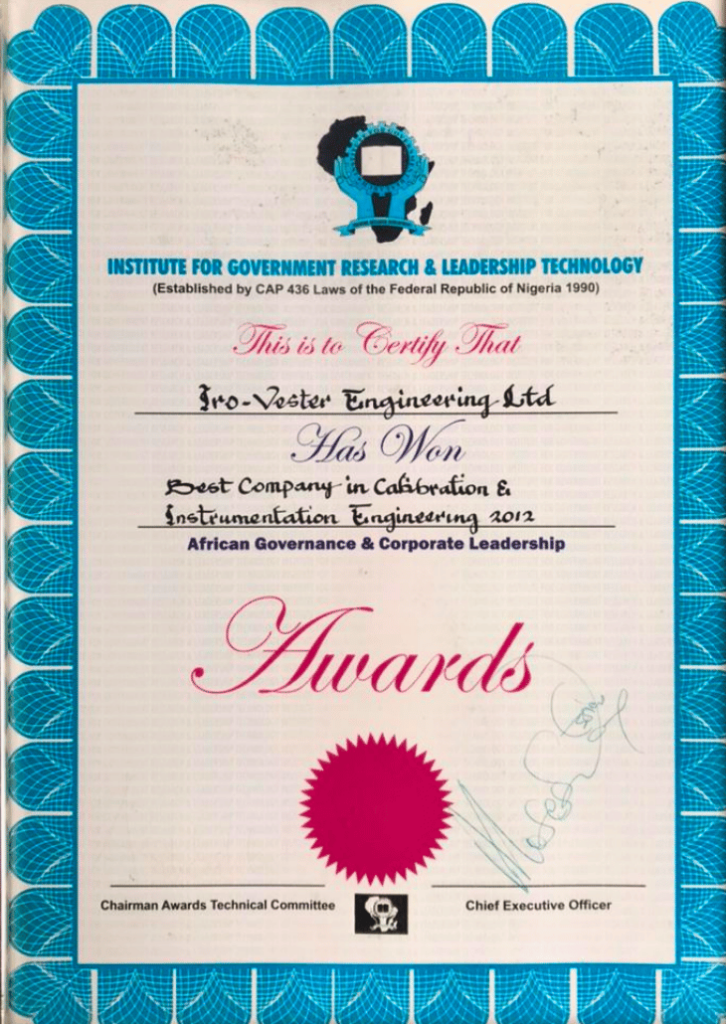 INSTITUTE FOR GOVERNMENT RESEARCH & LEADERSHIP TECHNOLOGY
(Established by CAP 436 Laws of the Federal Republic of Nigeria 1990)
This is to Certify That
Iro-Vester Engineering Ltd
Has Won
Best Company in Calibration &
Instrumentation Engineering 2012
African Governance & Corporate Leadership
Awards
Chairman Awards Technical Committee
Chief Executive Officer